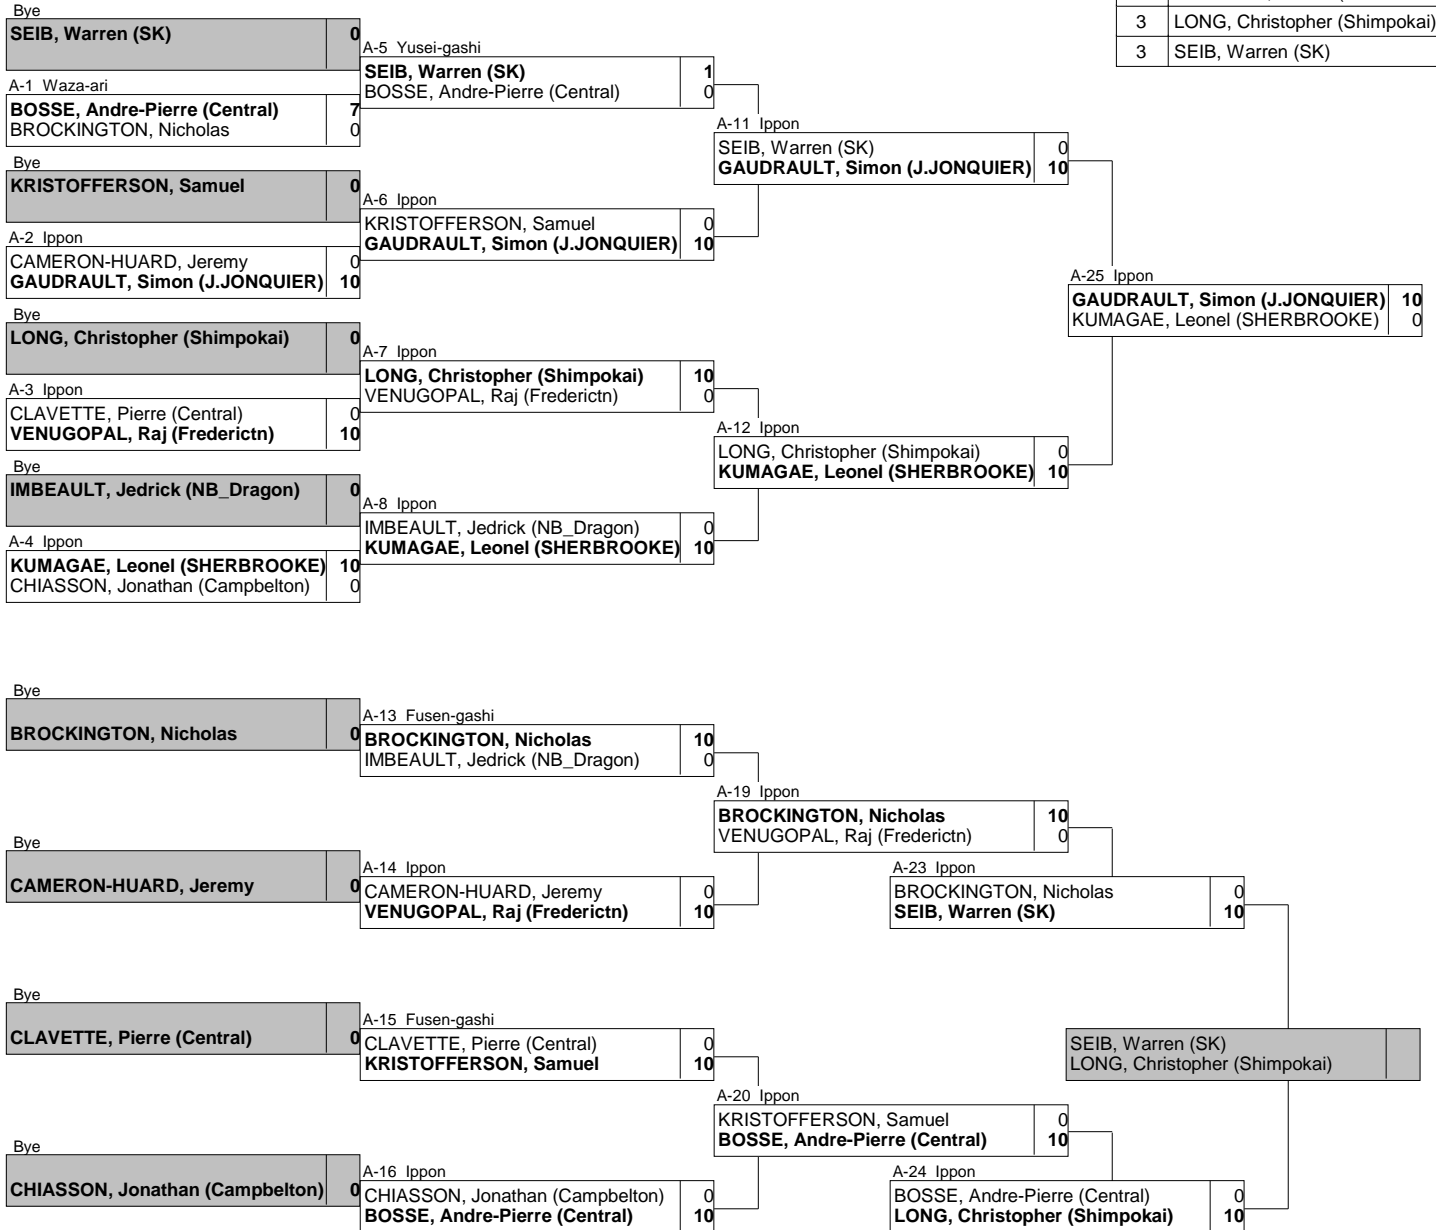 3 LONG, Christopher (Shimpokai)
3 SEIB, Warren (SK)
Bye
SEIB, Warren (SK) 0
A-1 Waza-ari
BOSSE, Andre-Pierre (Central) 7
BROCKINGTON, Nicholas 0
Bye
KRISTOFFERSON, Samuel 0
A-2 Ippon
CAMERON-HUARD, Jeremy 0
GAUDRAULT, Simon (J.JONQUIER) 10
Bye
LONG, Christopher (Shimpokai) 0
A-3 Ippon
CLAVETTE, Pierre (Central) 0
VENUGOPAL, Raj (Frederictn) 10
Bye
IMBEAULT, Jedrick (NB_Dragon) 0
A-4 Ippon
KUMAGAE, Leonel (SHERBROOKE) 10
CHIASSON, Jonathan (Campbelton) 0
A-5 Yusei-gashi
SEIB, Warren (SK) 1
BOSSE, Andre-Pierre (Central) 0
A-6 Ippon
KRISTOFFERSON, Samuel 0
GAUDRAULT, Simon (J.JONQUIER) 10
A-7 Ippon
LONG, Christopher (Shimpokai) 10
VENUGOPAL, Raj (Frederictn) 0
A-8 Ippon
IMBEAULT, Jedrick (NB_Dragon) 0
KUMAGAE, Leonel (SHERBROOKE) 10
A-11 Ippon
SEIB, Warren (SK) 0
GAUDRAULT, Simon (J.JONQUIER) 10
A-12 Ippon
LONG, Christopher (Shimpokai) 0
KUMAGAE, Leonel (SHERBROOKE) 10
A-25 Ippon
GAUDRAULT, Simon (J.JONQUIER) 10
KUMAGAE, Leonel (SHERBROOKE) 0
Bye
BROCKINGTON, Nicholas 0
Bye
CAMERON-HUARD, Jeremy 0
Bye
CLAVETTE, Pierre (Central) 0
Bye
CHIASSON, Jonathan (Campbelton) 0
A-13 Fusen-gashi
BROCKINGTON, Nicholas 10
IMBEAULT, Jedrick (NB_Dragon) 0
A-14 Ippon
CAMERON-HUARD, Jeremy 0
VENUGOPAL, Raj (Frederictn) 10
A-15 Fusen-gashi
CLAVETTE, Pierre (Central) 0
KRISTOFFERSON, Samuel 10
A-16 Ippon
CHIASSON, Jonathan (Campbelton) 0
BOSSE, Andre-Pierre (Central) 10
A-19 Ippon
BROCKINGTON, Nicholas 10
VENUGOPAL, Raj (Frederictn) 0
A-20 Ippon
KRISTOFFERSON, Samuel 0
BOSSE, Andre-Pierre (Central) 10
A-23 Ippon
BROCKINGTON, Nicholas 0
SEIB, Warren (SK) 10
A-24 Ippon
BOSSE, Andre-Pierre (Central) 0
LONG, Christopher (Shimpokai) 10
SEIB, Warren (SK)
LONG, Christopher (Shimpokai)